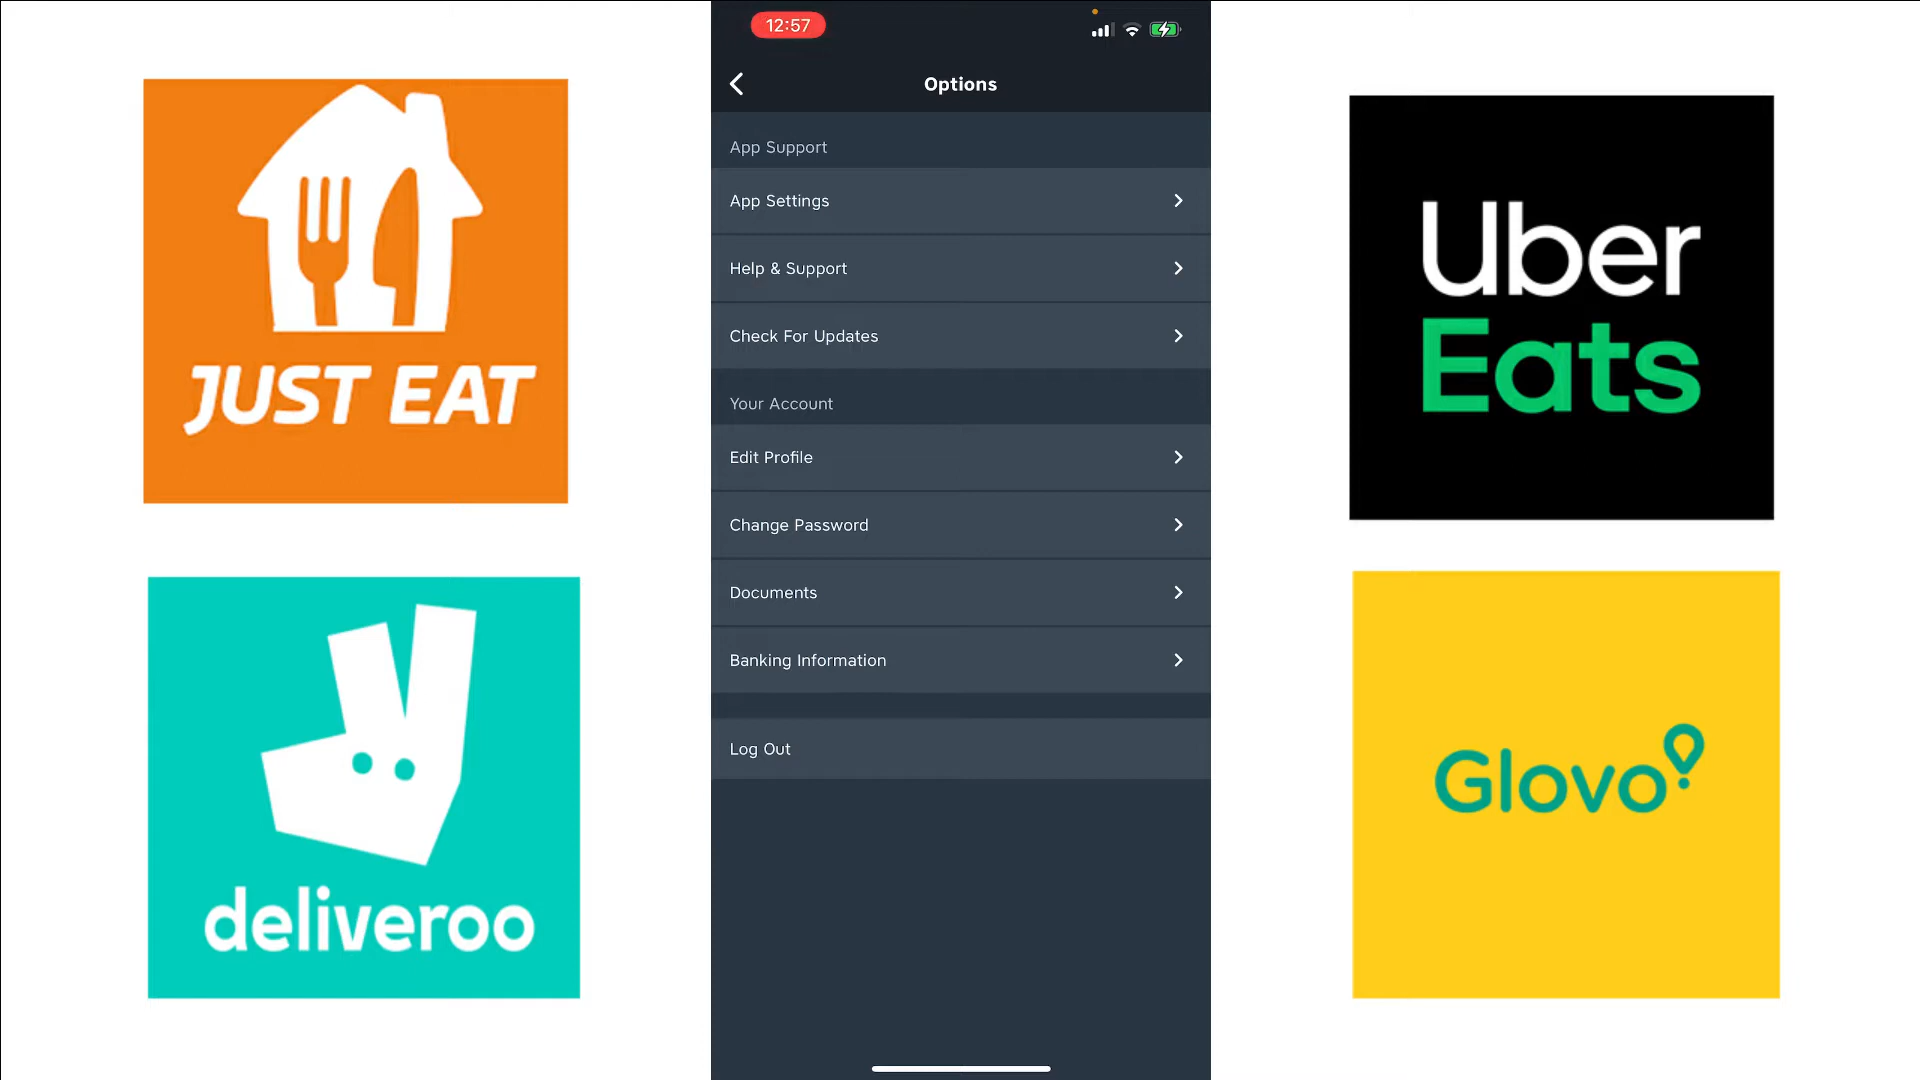 JUST EAT
deliveroo
12:57
Options
App Support
App Settings
Help & Support
Check For Updates
Your Account
Edit Profile
Change Password
Documents
Banking Information
Log Out
Uber
Eats
Glovo